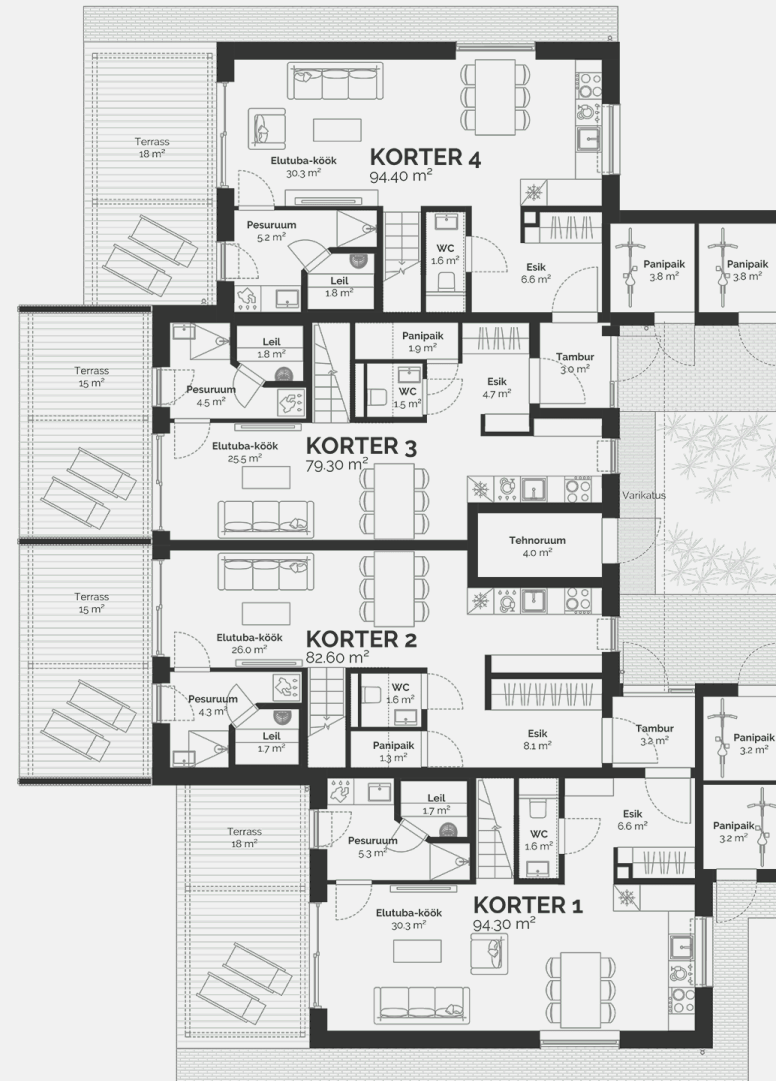 Terrass
18 m²
Elutuba-köök
30.3 m²
KORTER 4
94.40 m²
Pesuruum
5.2 m²
Leil
1.8 m²
WC
1.6 m²
Esik
6.6 m²
Panipaik
3.8 m²
Panipaik
3.8 m²
Terrass
15 m²
Leil
1.8 m²
Pesuruum
4.5 m²
Panipaik
1.9 m²
WC
1.5 m²
Esik
4.7 m²
Tambur
3.0 m²
Elutuba-köök
25.5 m²
KORTER 3
79.30 m²
Varikatus
Tehnoruum
4.0 m²
Terrass
15 m²
Elutuba-köök
26.0 m²
KORTER 2
82.60 m²
Pesuruum
4.3 m²
Leil
1.7 m²
WC
1.6 m²
Panipaik
1.3 m²
Esik
8.1 m²
Tambur
3.2 m²
Panipaik
3.2 m²
Terrass
18 m²
Leil
1.7 m²
Pesuruum
5.3 m²
WC
1.6 m²
Esik
6.6 m²
Panipaik
3.2 m²
Elutuba-köök
30.3 m²
KORTER 1
94.30 m²